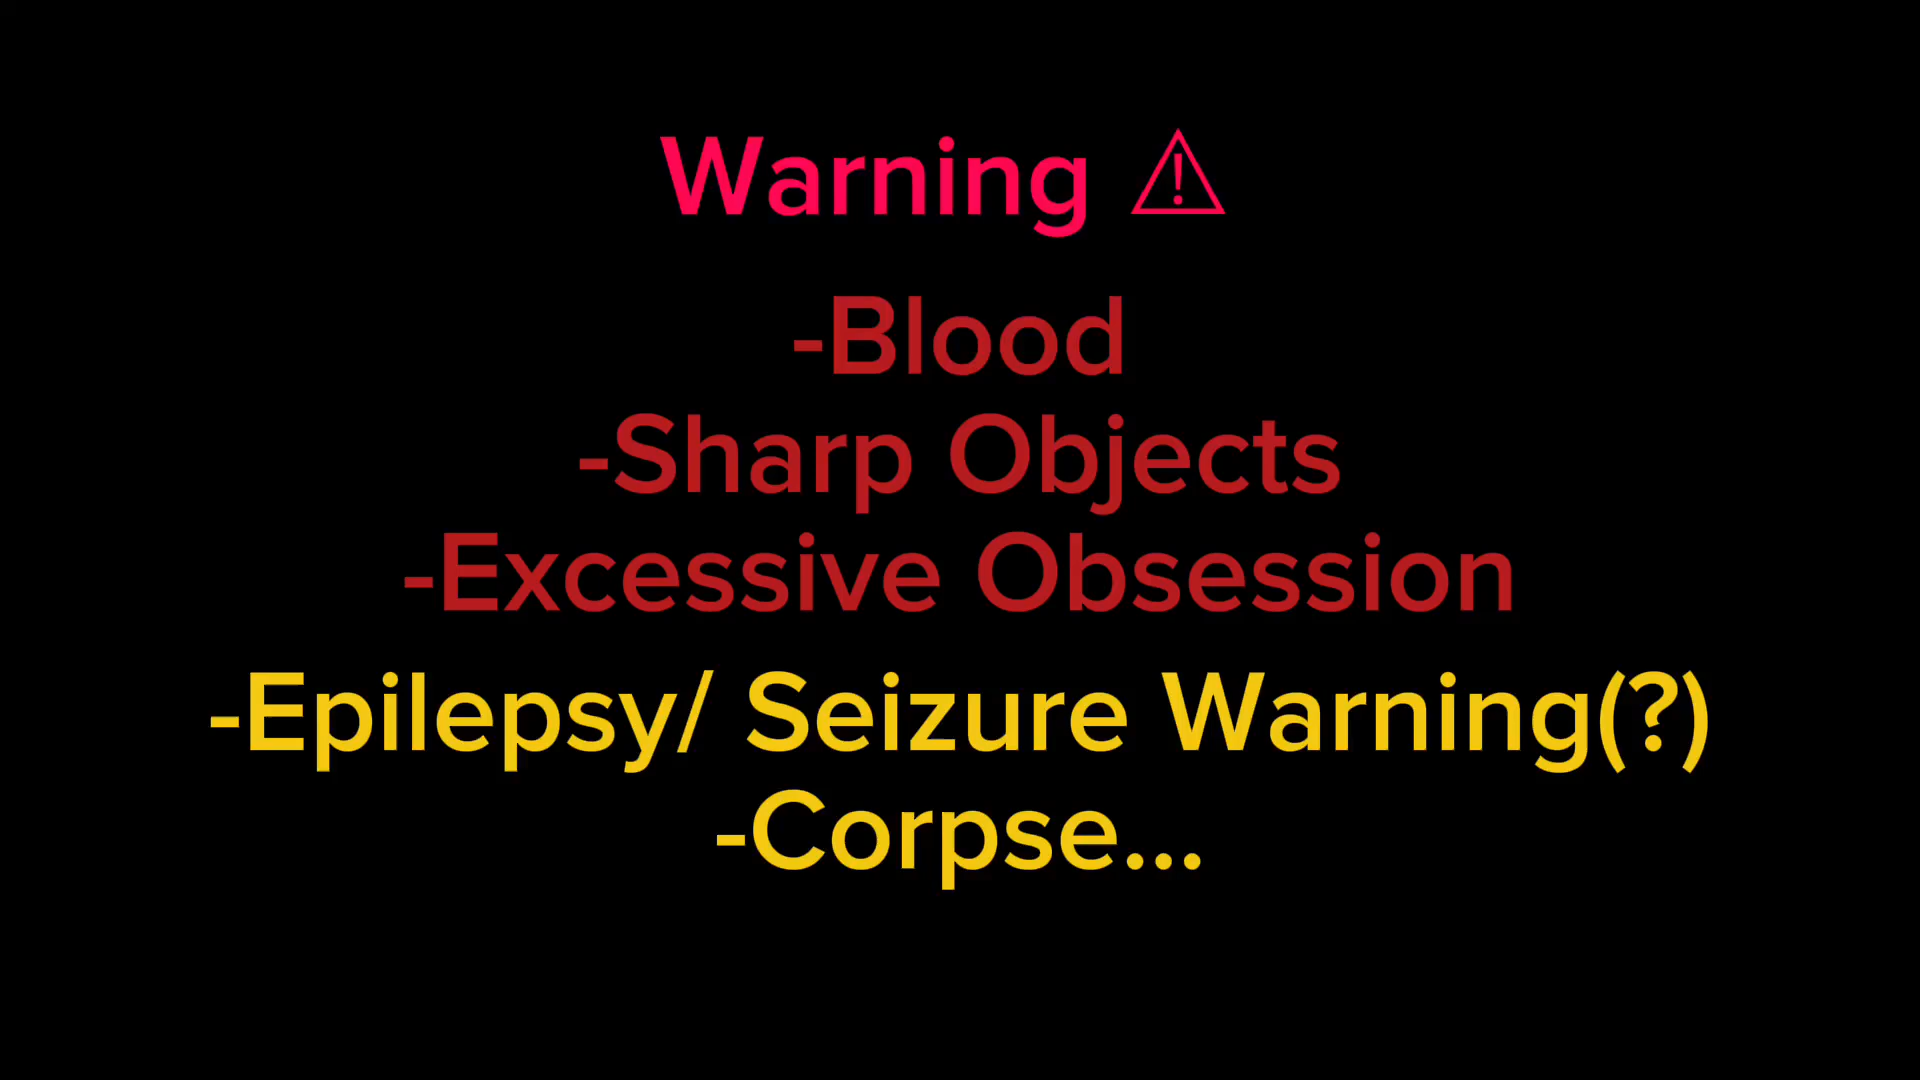 Warning ⚠
-Blood
-Sharp Objects
-Excessive Obsession
-Epilepsy/ Seizure Warning(?)
-Corpse...